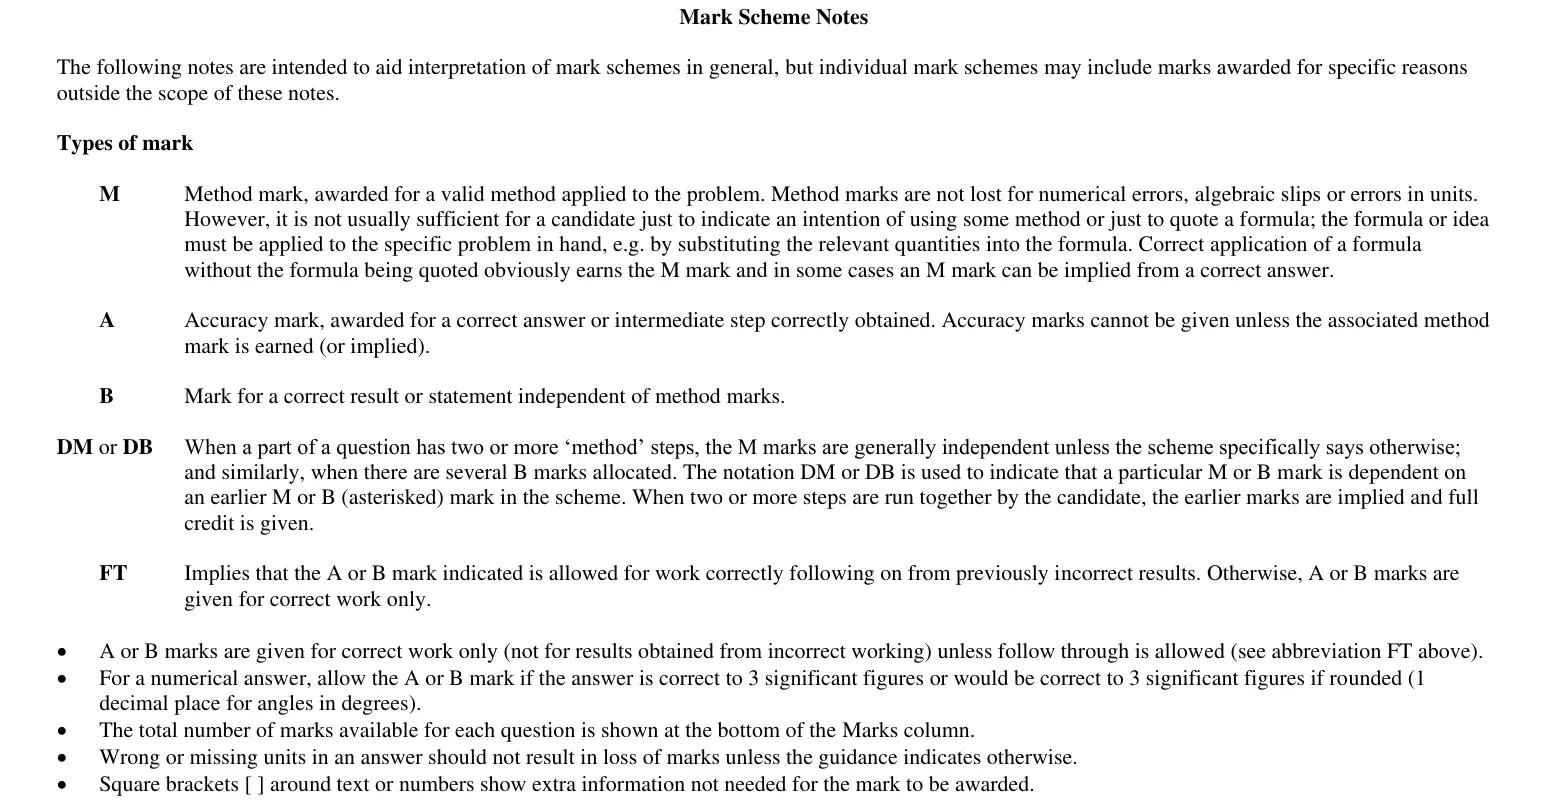 Mark Scheme Notes
The following notes are intended to aid interpretation of mark schemes in general, but individual mark schemes may include marks awarded for specific reasons
outside the scope of these notes.
Types of mark
M Method mark, awarded for a valid method applied to the problem. Method marks are not lost for numerical errors, algebraic slips or errors in units.
However, it is not usually sufficient for a candidate just to indicate an intention of using some method or just to quote a formula; the formula or idea
must be applied to the specific problem in hand, e.g. by substituting the relevant quantities into the formula. Correct application of a formula
without the formula being quoted obviously earns the M mark and in some cases an M mark can be implied from a correct answer.
A Accuracy mark, awarded for a correct answer or intermediate step correctly obtained. Accuracy marks cannot be given unless the associated method
mark is earned (or implied).
B Mark for a correct result or statement independent of method marks.
DM or DB When a part of a question has two or more ‘method’ steps, the M marks are generally independent unless the scheme specifically says otherwise;
and similarly, when there are several B marks allocated. The notation DM or DB is used to indicate that a particular M or B mark is dependent on
an earlier M or B (asterisked) mark in the scheme. When two or more steps are run together by the candidate, the earlier marks are implied and full
credit is given.
FT Implies that the A or B mark indicated is allowed for work correctly following on from previously incorrect results. Otherwise, A or B marks are
given for correct work only.
• A or B marks are given for correct work only (not for results obtained from incorrect working) unless follow through is allowed (see abbreviation FT above).
• For a numerical answer, allow the A or B mark if the answer is correct to 3 significant figures or would be correct to 3 significant figures if rounded (1
decimal place for angles in degrees).
• The total number of marks available for each question is shown at the bottom of the Marks column.
• Wrong or missing units in an answer should not result in loss of marks unless the guidance indicates otherwise.
• Square brackets [ ] around text or numbers show extra information not needed for the mark to be awarded.